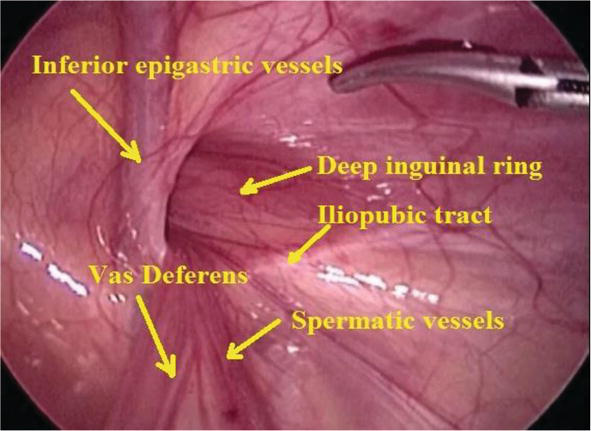 Inferior epigastric vessels
Deep inguinal ring
Iliopubic tract
Vas Deferens
Spermatic vessels